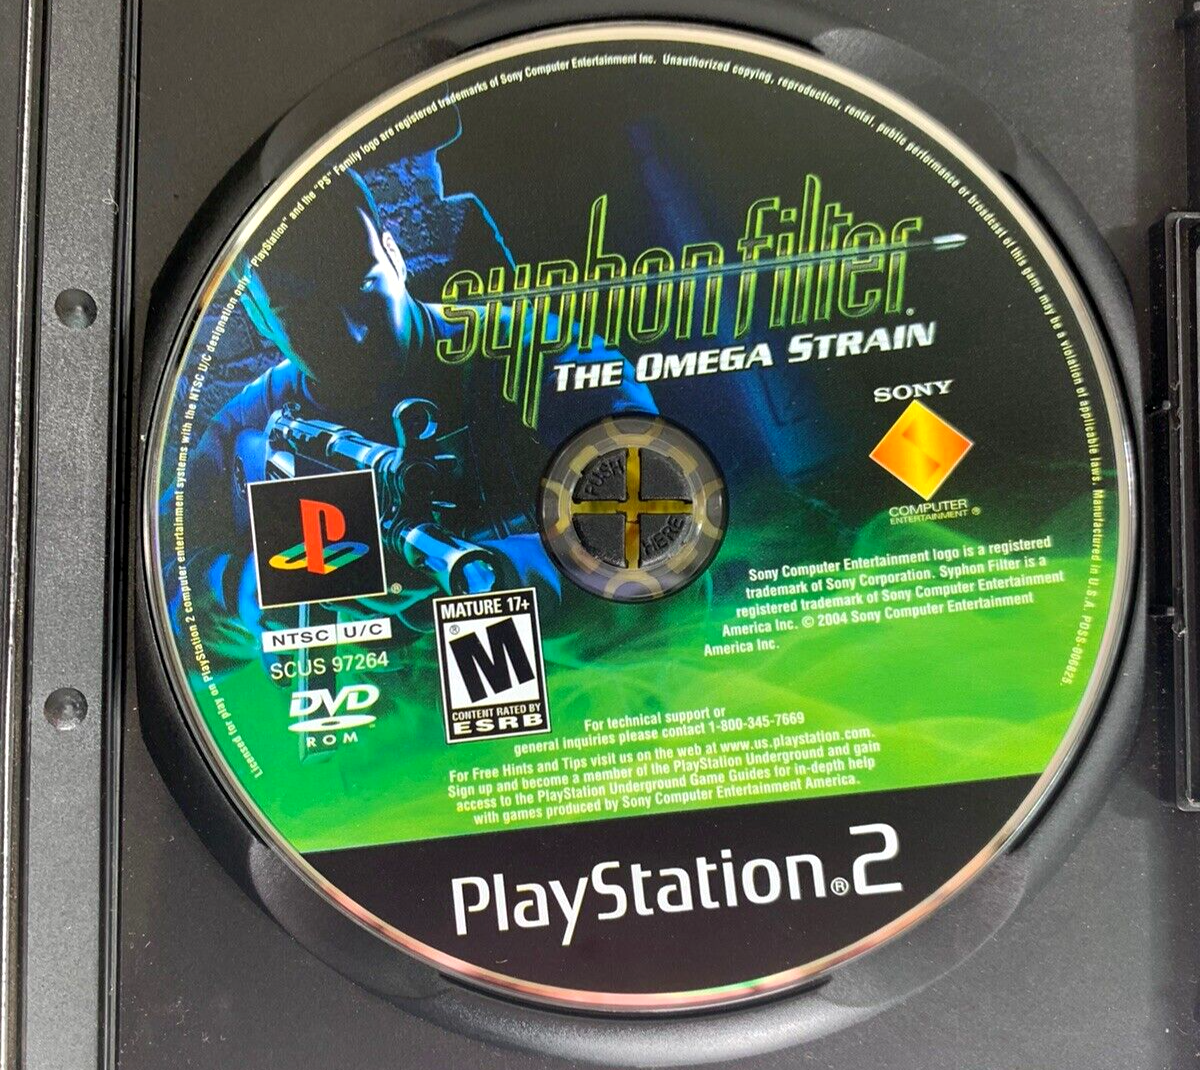 Licensed for play on PlayStation 2 computer entertainment systems with the NTSC U/C designation only. "PlayStation" and the "PS" Family logo are registered trademarks of Sony Computer Entertainment Inc. Unauthorized copying, reproduction, rental, public performance or broadcast of this game may be a violation of applicable laws. Manufactured in U.S.A. PDSS-006825.
syphon filter
THE OMEGA STRAIN
SONY
COMPUTER
ENTERTAINMENT ®
PUSH
HERE
®
NTSC U/C
SCUS 97264
DVD
ROM
MATURE 17+
®
M
CONTENT RATED BY
ESRB
Sony Computer Entertainment logo is a registered
trademark of Sony Corporation. Syphon Filter is a
registered trademark of Sony Computer Entertainment
America Inc. © 2004 Sony Computer Entertainment
America Inc.
For technical support or
general inquiries please contact 1-800-345-7669
For Free Hints and Tips visit us on the web at www.us.playstation.com.
Sign up and become a member of the PlayStation Underground and gain
access to the PlayStation Underground Game Guides for in-depth help
with games produced by Sony Computer Entertainment America.
PlayStation®2